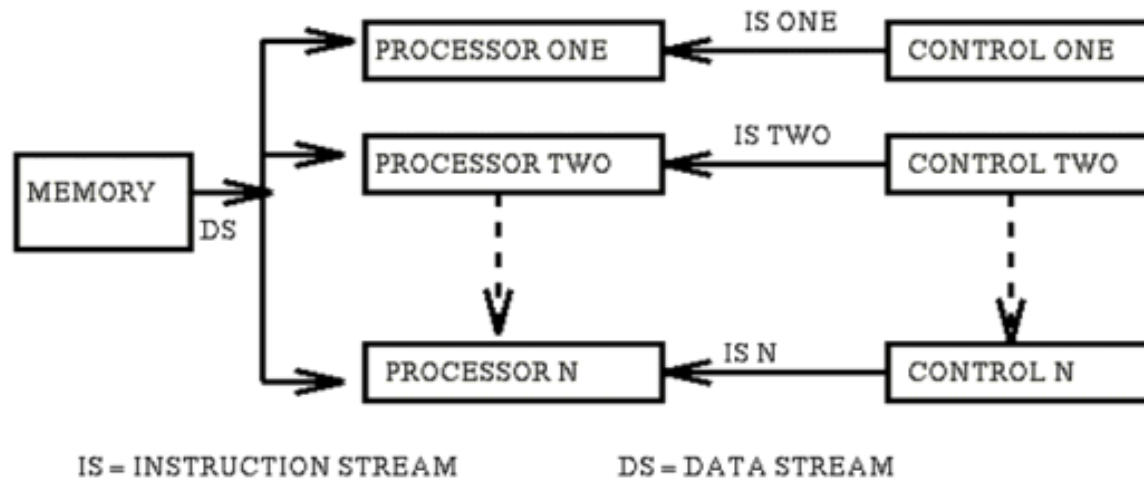 IS ONE
PROCESSOR ONE
CONTROL ONE
IS TWO
PROCESSOR TWO
CONTROL TWO
MEMORY
DS
IS N
PROCESSOR N
CONTROL N
IS = INSTRUCTION STREAM
DS = DATA STREAM